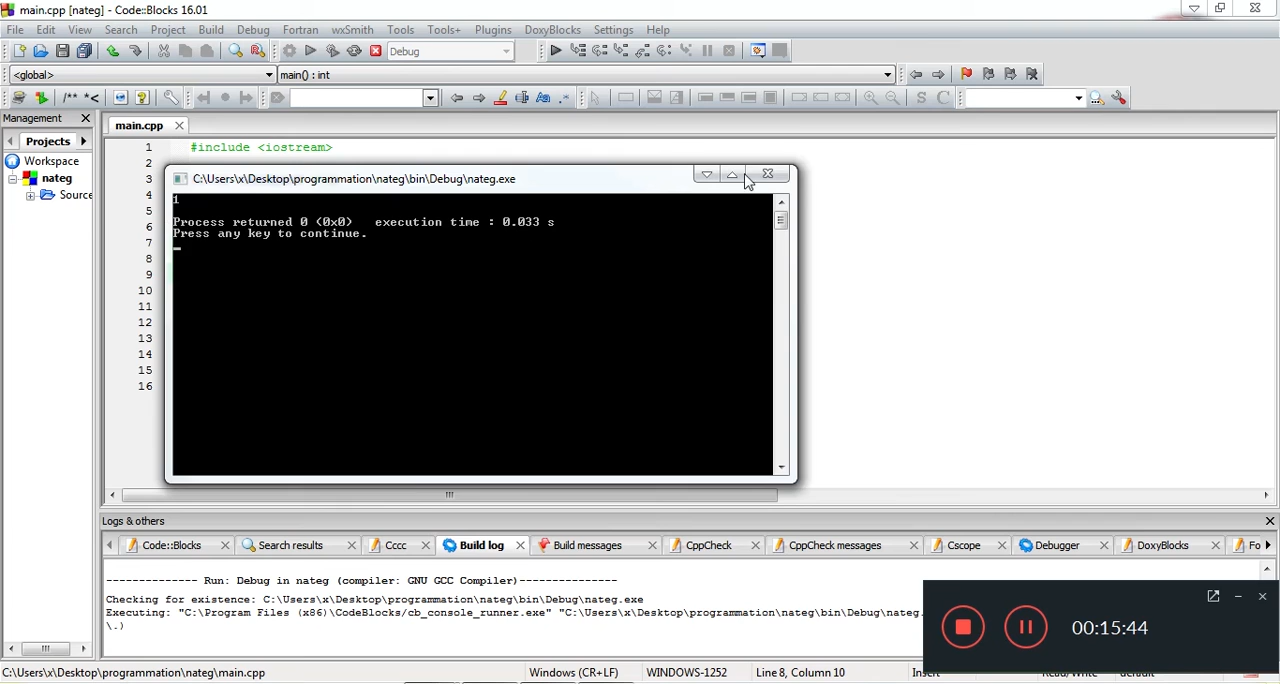 main.cpp [nateg] - Code::Blocks 16.01
File Edit View Search Project Build Debug Fortran wxSmith Tools Tools+ Plugins DoxyBlocks Settings Help
Debug
<global> main() : int
/** *<
S C
Management
main.cpp
Projects
Workspace
nateg
Source
1 #include <iostream>
2
3
4
5
6
7
8
9
10
11
12
13
14
15
16
C:\Users\x\Desktop\programmation\nateg\bin\Debug\nateg.exe
1
Process returned 0 (0x0)   execution time : 0.033 s
Press any key to continue.
Logs & others
Code::Blocks Search results Cccc Build log Build messages CppCheck CppCheck messages Cscope Debugger DoxyBlocks Fo
-------------- Run: Debug in nateg (compiler: GNU GCC Compiler)---------------
Checking for existence: C:\Users\x\Desktop\programmation\nateg\bin\Debug\nateg.exe
Executing: "C:\Program Files (x86)\CodeBlocks/cb_console_runner.exe" "C:\Users\x\Desktop\programmation\nateg\bin\Debug\nateg.
\.)
00:15:44
C:\Users\x\Desktop\programmation\nateg\main.cpp Windows (CR+LF) WINDOWS-1252 Line 8, Column 10 Insert Read/Write default